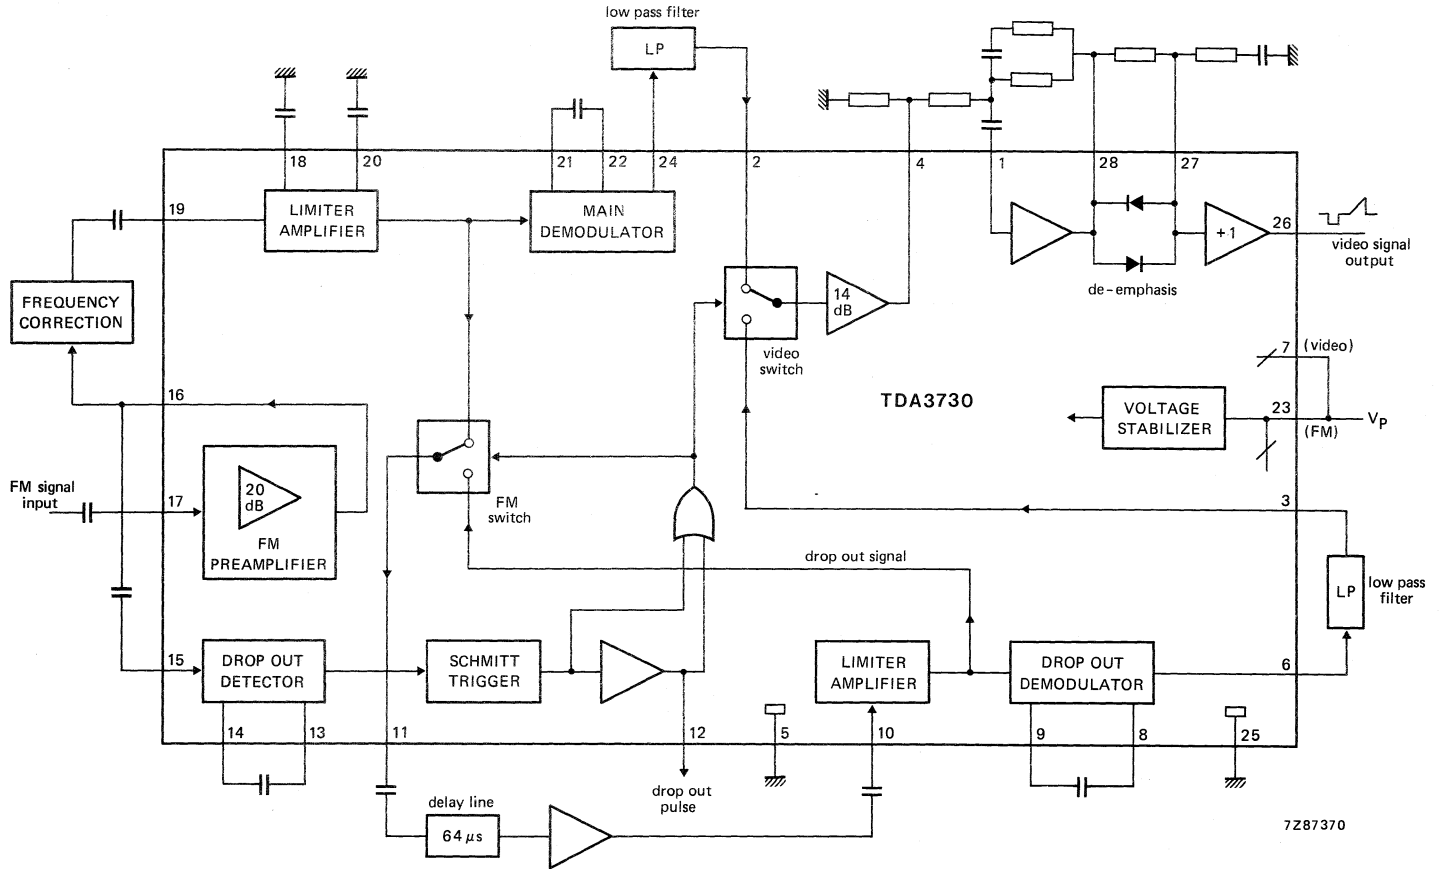 low pass filter
LP
18
20
21
22
24
2
4
1
28
27
19
LIMITER
AMPLIFIER
MAIN
DEMODULATOR
+1
26
video signal
output
de-emphasis
FREQUENCY
CORRECTION
14
dB
video
switch
7
(video)
TDA3730
16
VOLTAGE
STABILIZER
23
(FM)
VP
FM signal
input
17
20
dB
FM
PREAMPLIFIER
FM
switch
3
drop out signal
LP
low pass
filter
15
DROP OUT
DETECTOR
SCHMITT
TRIGGER
LIMITER
AMPLIFIER
DROP OUT
DEMODULATOR
6
14
13
11
12
5
10
9
8
25
drop out
pulse
delay line
64 μs
7Z87370